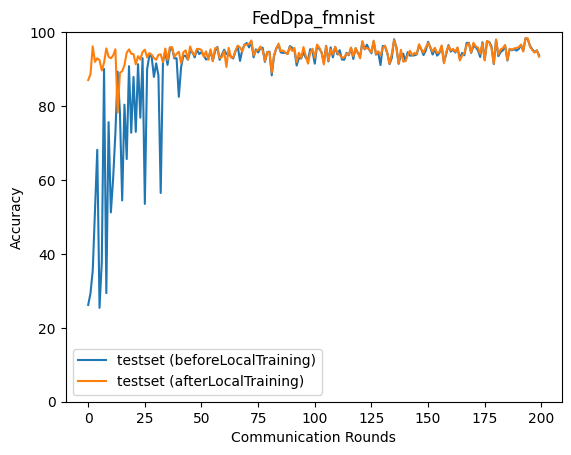 FedDpa_fmnist
100
80
60
40
20
0
Accuracy
testset (beforeLocalTraining)
testset (afterLocalTraining)
0 25 50 75 100 125 150 175 200
Communication Rounds